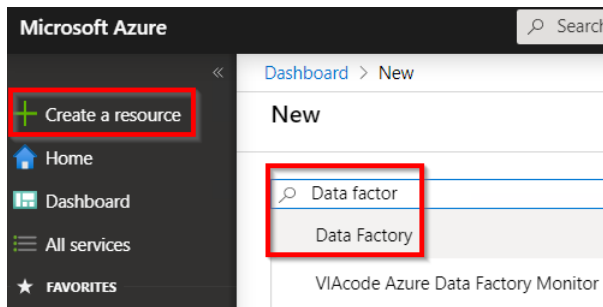 Microsoft Azure
Search
«
Dashboard > New
Create a resource
New
Home
Data factor
Dashboard
Data Factory
All services
FAVORITES
VIAcode Azure Data Factory Monitor